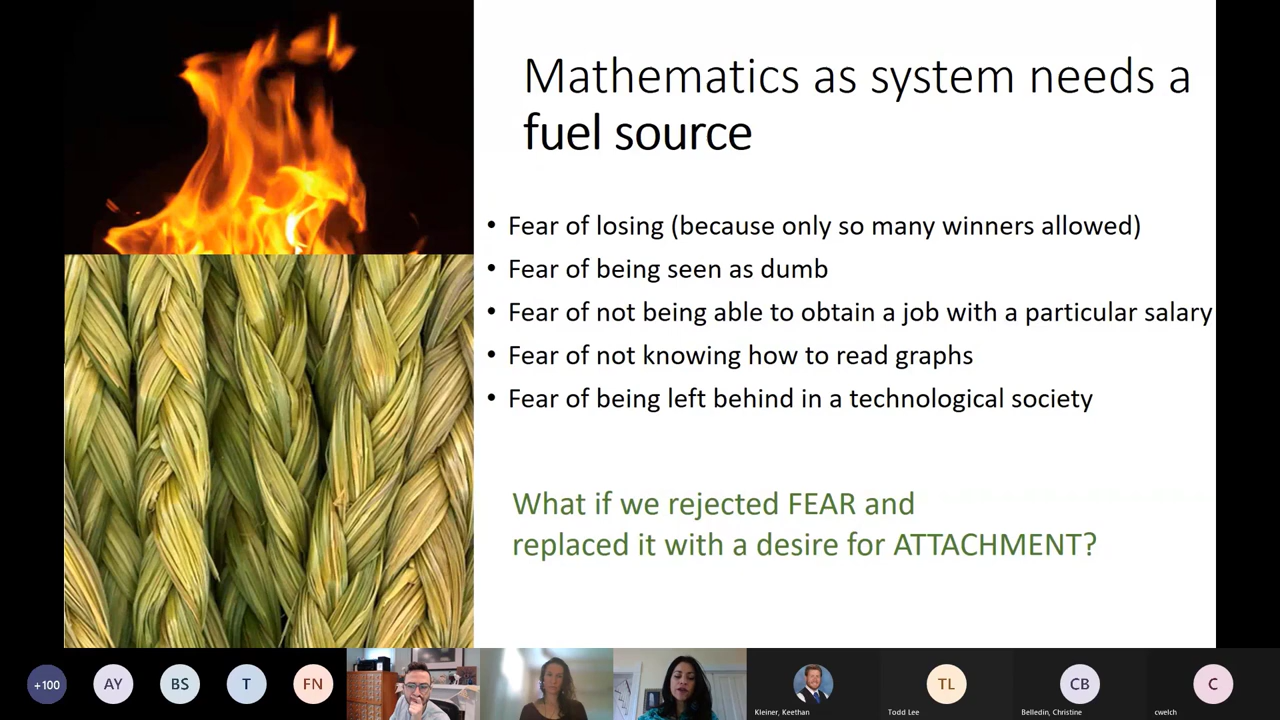 Mathematics as system needs a
fuel source
• Fear of losing (because only so many winners allowed)
• Fear of being seen as dumb
• Fear of not being able to obtain a job with a particular salary
• Fear of not knowing how to read graphs
• Fear of being left behind in a technological society
What if we rejected FEAR and
replaced it with a desire for ATTACHMENT?
+100
AY
BS
T
FN
TL
CB
C
Kleiner, Keethan
Todd Lee
Belledin, Christine
cwelch